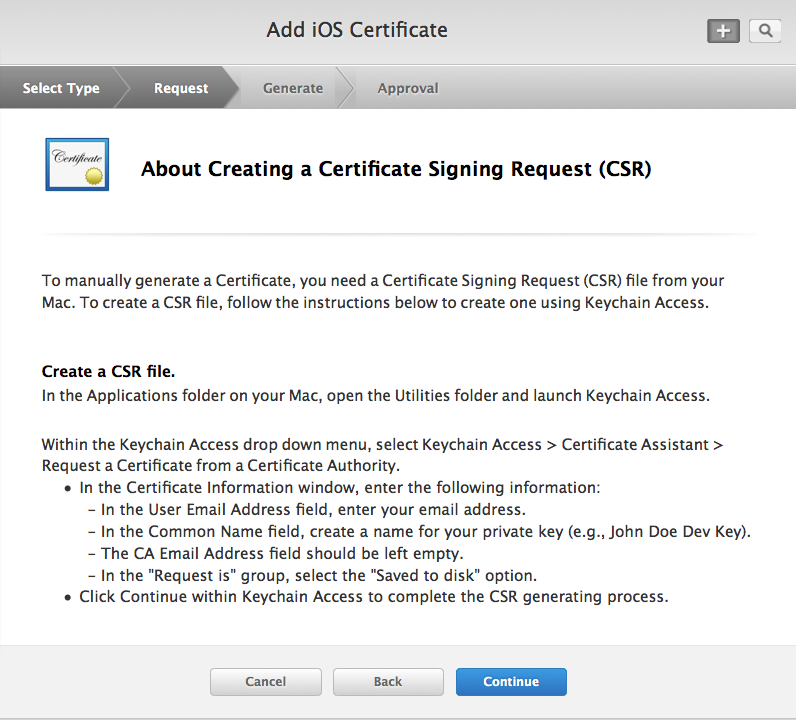 Add iOS Certificate
Select Type
Request
Generate
Approval
Certificate
About Creating a Certificate Signing Request (CSR)
To manually generate a Certificate, you need a Certificate Signing Request (CSR) file from your
Mac. To create a CSR file, follow the instructions below to create one using Keychain Access.
Create a CSR file.
In the Applications folder on your Mac, open the Utilities folder and launch Keychain Access.
Within the Keychain Access drop down menu, select Keychain Access > Certificate Assistant >
Request a Certificate from a Certificate Authority.
• In the Certificate Information window, enter the following information:
– In the User Email Address field, enter your email address.
– In the Common Name field, create a name for your private key (e.g., John Doe Dev Key).
– The CA Email Address field should be left empty.
– In the "Request is" group, select the "Saved to disk" option.
• Click Continue within Keychain Access to complete the CSR generating process.
Cancel
Back
Continue